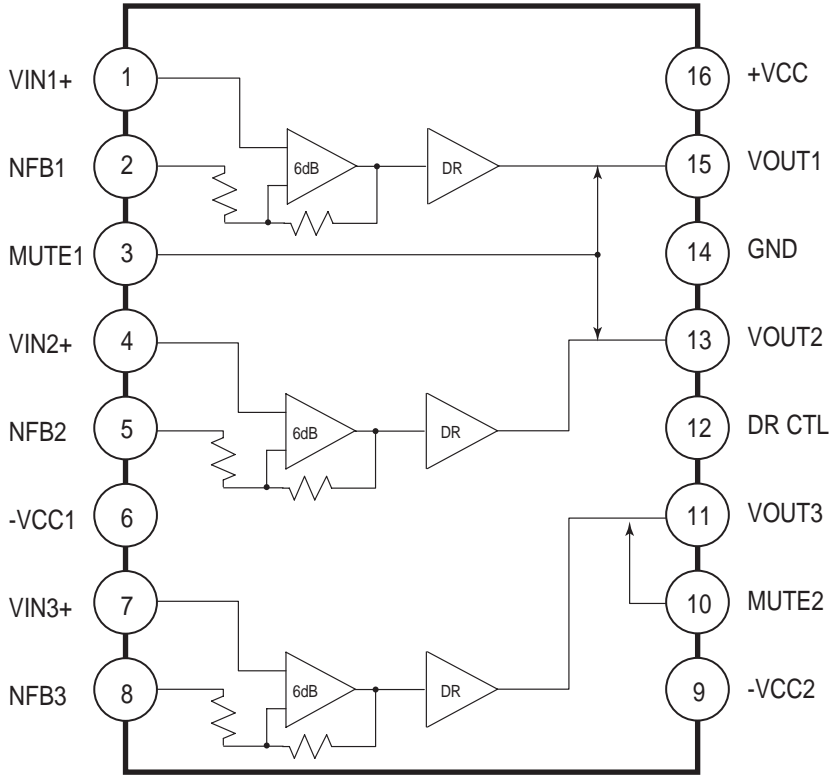 VIN1+ 1 16 +VCC
6dB DR
NFB1 2 15 VOUT1
MUTE1 3 14 GND
VIN2+ 4 13 VOUT2
6dB DR
NFB2 5 12 DR CTL
-VCC1 6 11 VOUT3
VIN3+ 7 10 MUTE2
6dB DR
NFB3 8 9 -VCC2